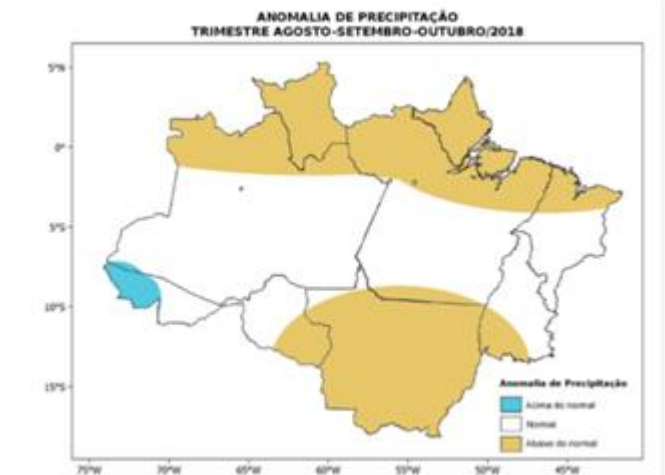 ANOMALIA DE PRECIPITAÇÃO
TRIMESTRE AGOSTO-SETEMBRO-OUTUBRO/2018
5°N
0°
5°S
10°S
15°S
75°W
70°W
65°W
60°W
55°W
50°W
45°W
Anomalia de Precipitação
Acima do normal
Normal
Abaixo do normal